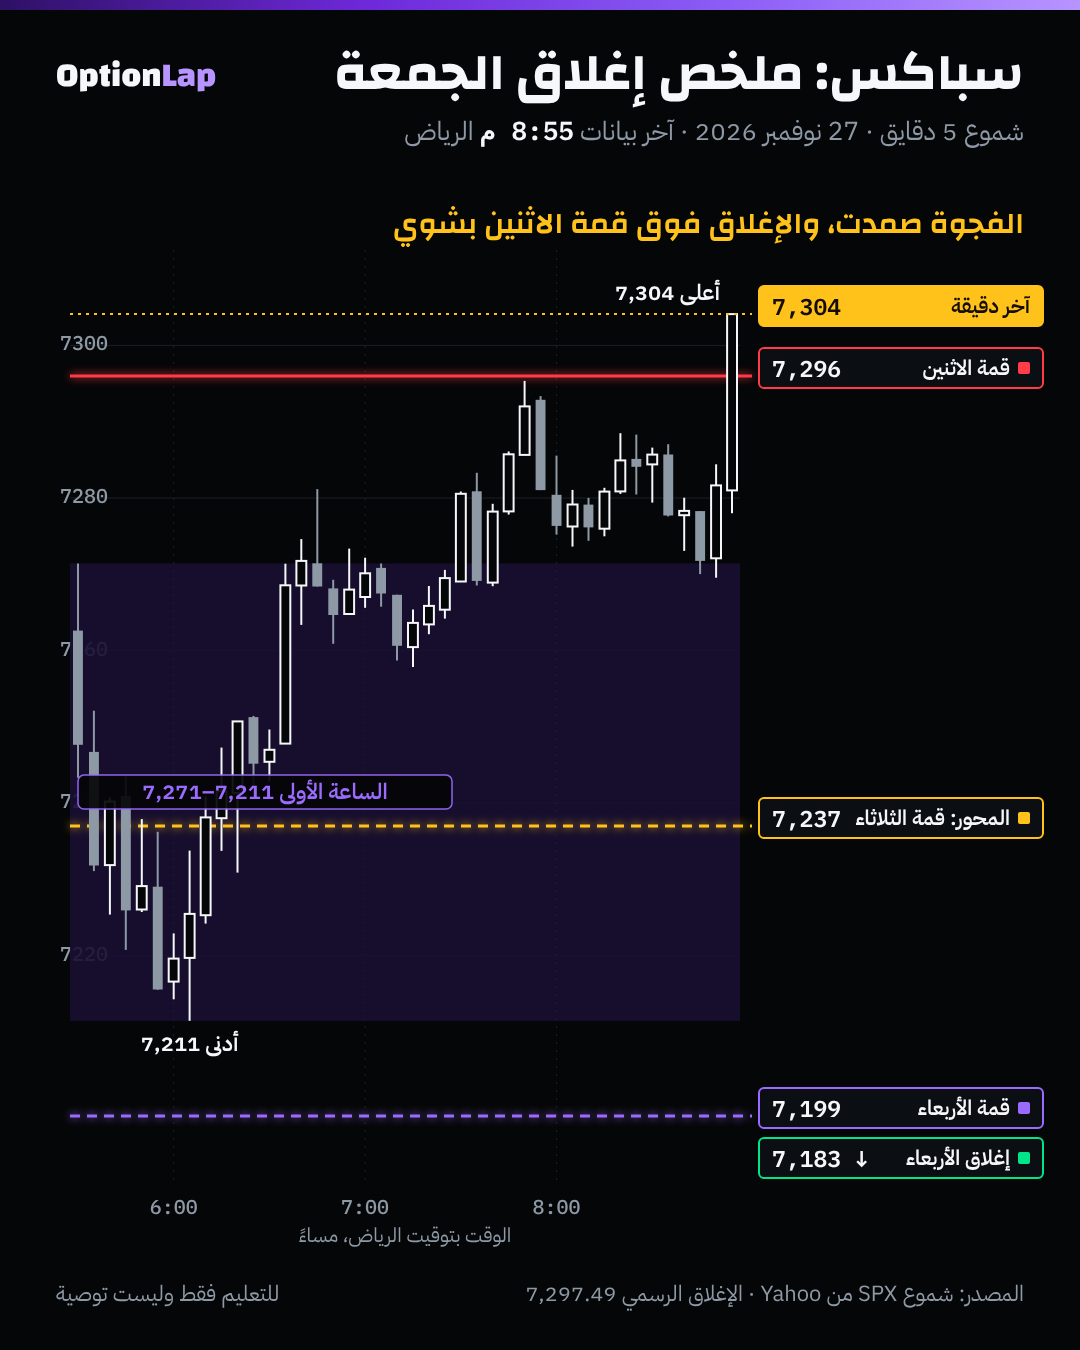 سباكس: ملخص إغلاق الجمعة
OptionLap
شموع 5 دقايق · 27 نوفمبر 2026 · آخر بيانات 8:55 م الرياض
الفجوة صمدت، والإغلاق فوق قمة الاثنين بشوي
أعلى 7,304
آخر دقيقة 7,304
7300
قمة الاثنين 7,296
7280
7260
الساعة الأولى 7,211–7,271
المحور: قمة الثلاثاء 7,237
7220
أدنى 7,211
قمة الأربعاء 7,199
إغلاق الأربعاء ↓ 7,183
6:00 7:00 8:00
الوقت بتوقيت الرياض، مساءً
المصدر: شموع SPX من Yahoo · الإغلاق الرسمي 7,297.49
للتعليم فقط وليست توصية